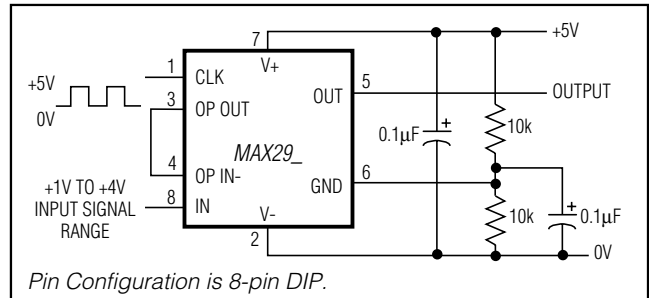 +5V
7
V+
1
CLK
+5V
0V
3
OP OUT
OUT
5
OUTPUT
10k
0.1µF
+
MAX29_
4
OP IN-
GND
6
+1V TO +4V
INPUT SIGNAL
RANGE
8
IN
V-
2
10k
+
0.1µF
0V
Pin Configuration is 8-pin DIP.